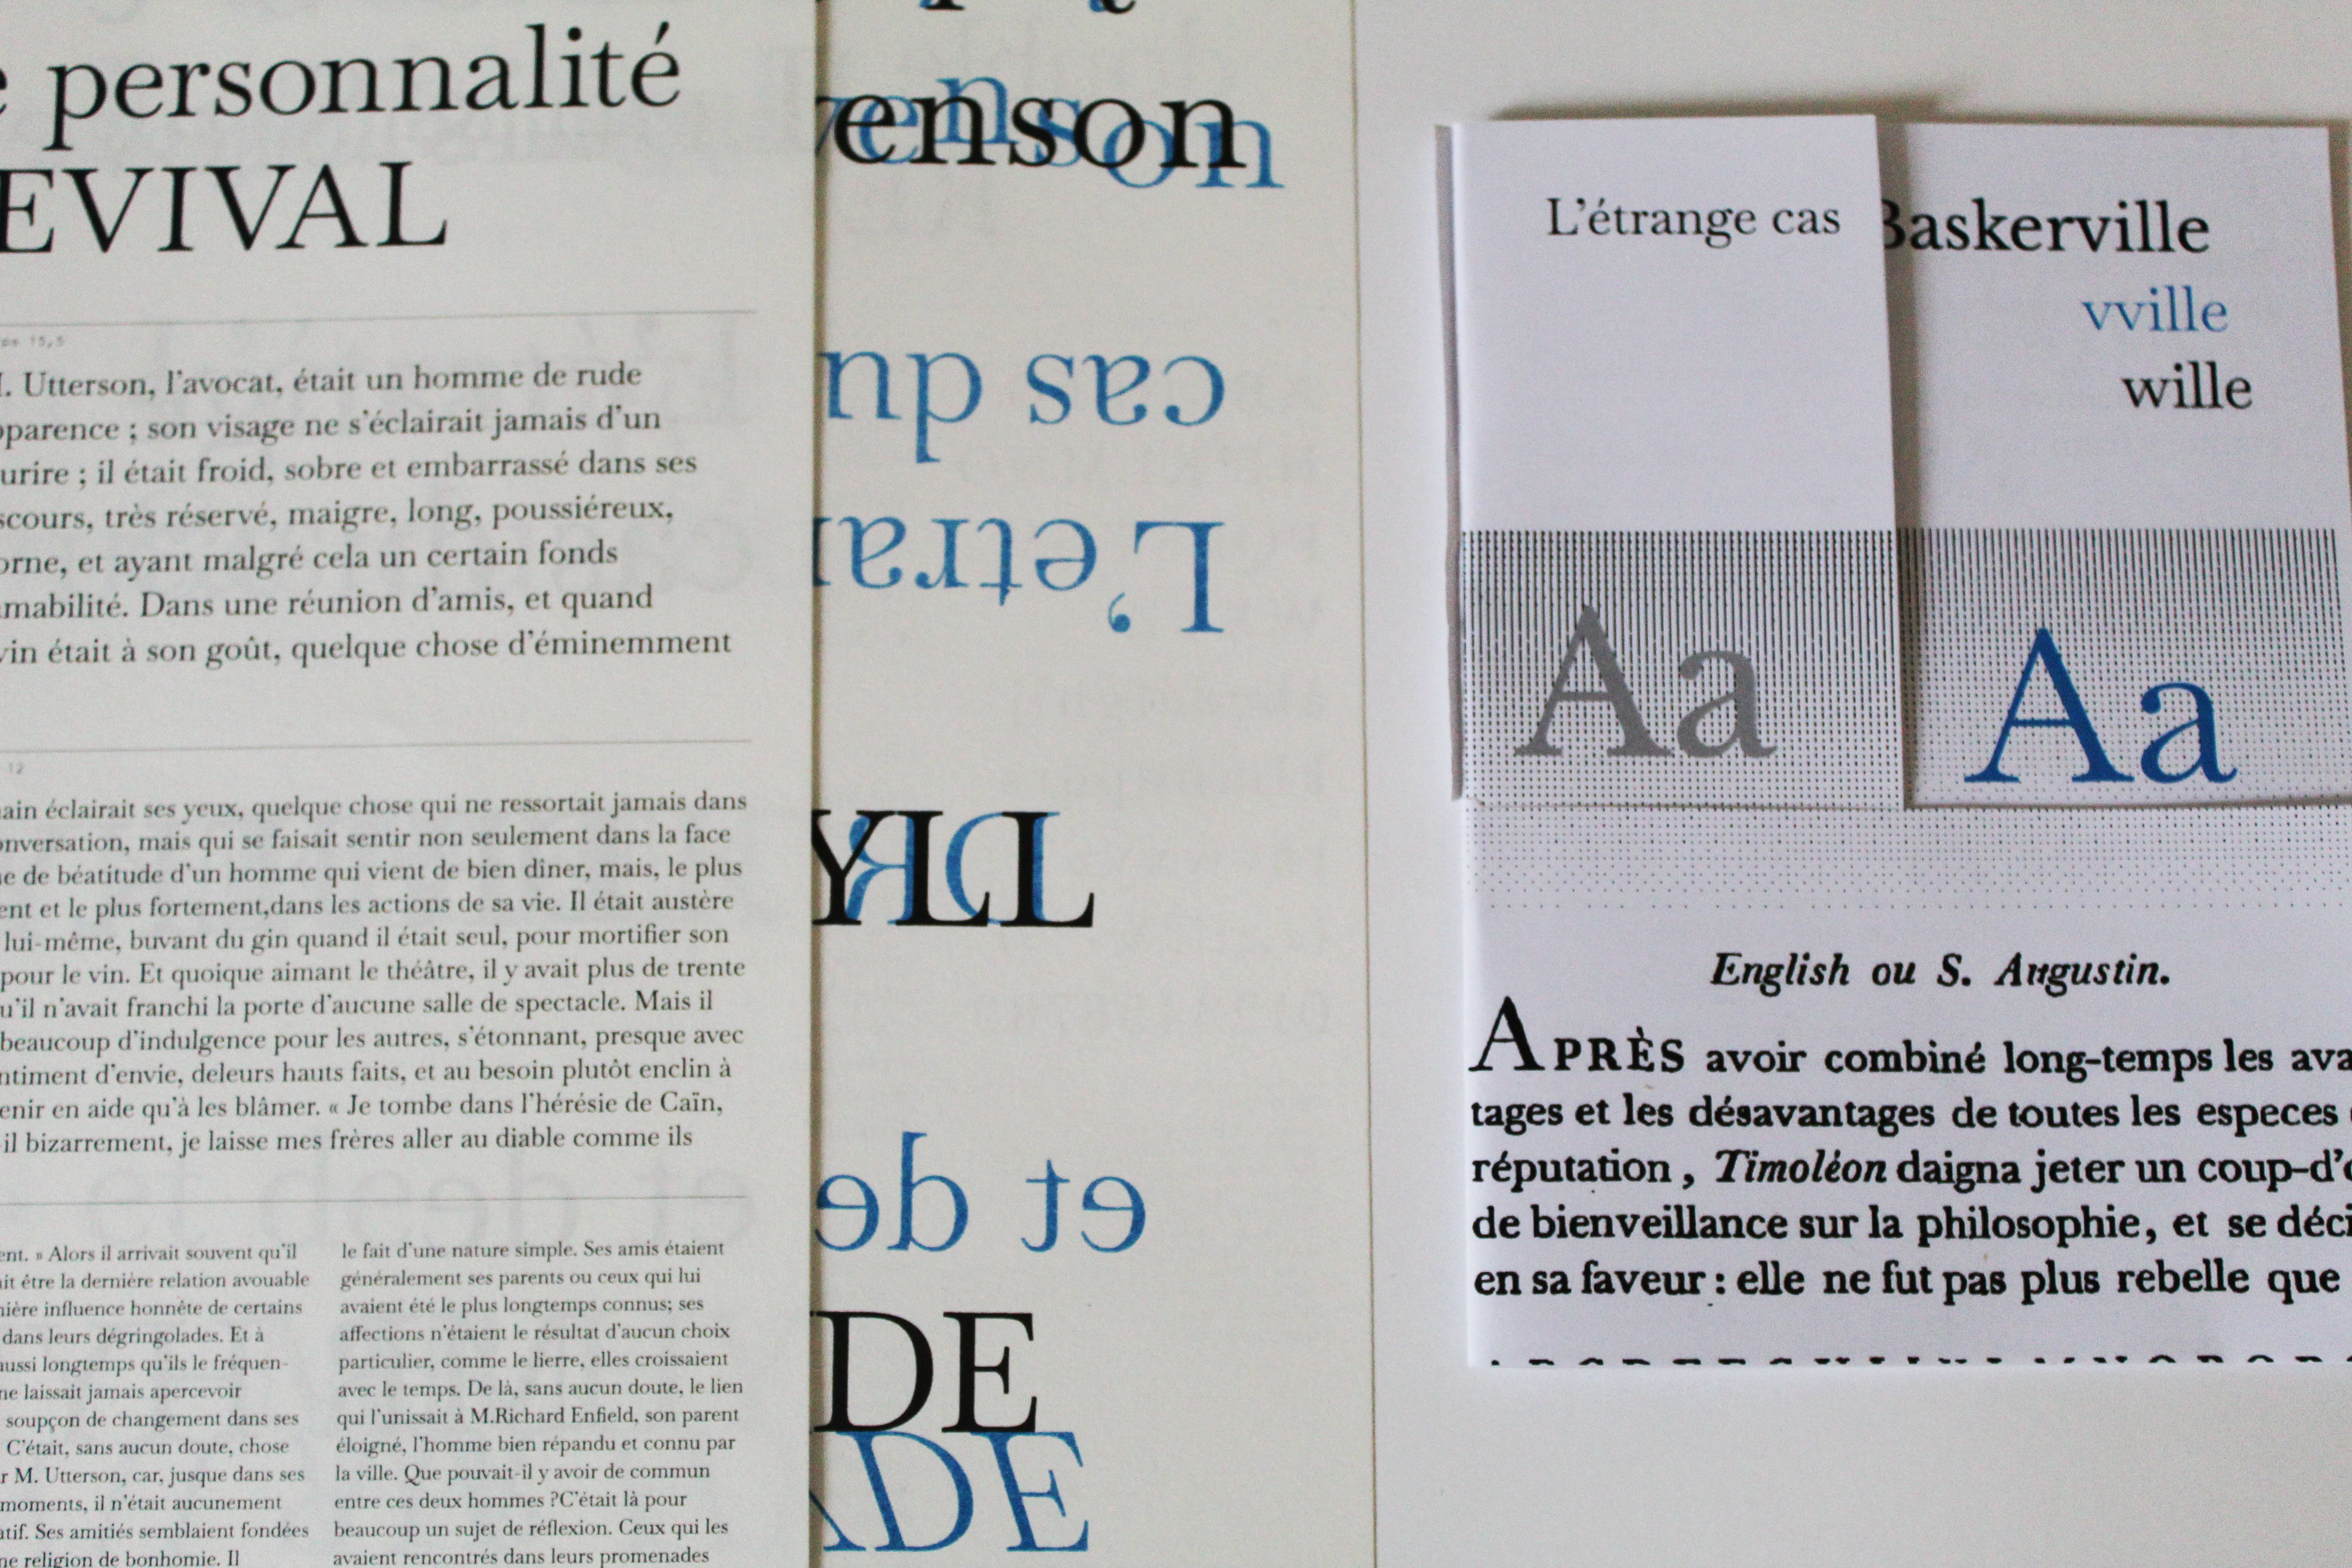 personnalité
EVIVAL
Utterson, l'avocat, était un homme de rude
parence ; son visage ne s'éclairait jamais d'un
urire ; il était froid, sobre et embarrassé dans ses
scours, très réservé, maigre, long, poussiéreux,
orne, et ayant malgré cela un certain fonds
mabilité. Dans une réunion d'amis, et quand
vin était à son goût, quelque chose d'éminemment
12
ain éclairait ses yeux, quelque chose qui ne ressortait jamais dans
onversation, mais qui se faisait sentir non seulement dans la face
e de béatitude d'un homme qui vient de bien diner, mais, le plus
ent et le plus fortement,dans les actions de sa vie. Il était austère
lui-même, buvant du gin quand il était seul, pour mortifier son
pour le vin. Et quoique aimant le théâtre, il y avait plus de trente
u'il n'avait franchi la porte d'aucune salle de spectacle. Mais il
beaucoup d'indulgence pour les autres, s'étonnant, presque avec
ntiment d'envie, deleurs hauts faits, et au besoin plutôt enclin à
enir en aide qu'à les blâmer. « Je tombe dans l'hérésie de Caïn,
il bizarrement, je laisse mes frères aller au diable comme ils
ent. » Alors il arrivait souvent qu'il
it être la dernière relation avouable
ière influence honnête de certains
dans leurs dégringolades. Et à
aussi longtemps qu'ils le fréquen-
ne laissait jamais apercevoir
soupçon de changement dans ses
C'était, sans aucun doute, chose
r M. Utterson, car, jusque dans ses
moments, il n'était aucunement
atif. Ses amitiés semblaient fondées
ne religion de bonhomie. Il
le fait d'une nature simple. Ses amis étaient
généralement ses parents ou ceux qui lui
avaient été le plus longtemps connus; ses
affections n'étaient le résultat d'aucun choix
particulier, comme le lierre, elles croissaient
avec le temps. De là, sans aucun doute, le lien
qui l'unissait à M.Richard Enfield, son parent
éloigné, l'homme bien répandu et connu par
la ville. Que pouvait-il y avoir de commun
entre ces deux hommes ?C'était là pour
beaucoup un sujet de réflexion. Ceux qui les
avaient rencontrés dans leurs promenades
enson
venson
cas du
L'étra
YLL
DR
et de
DE
DE
L'étrange cas
Aa
Baskerville
vville
wille
Aa
English ou S. Augustin.
APRÈS avoir combiné long-temps les ava
tages et les désavantages de toutes les especes
réputation , Timoléon daigna jeter un coup-d'
de bienveillance sur la philosophie, et se déci
en sa faveur : elle ne fut pas plus rebelle que